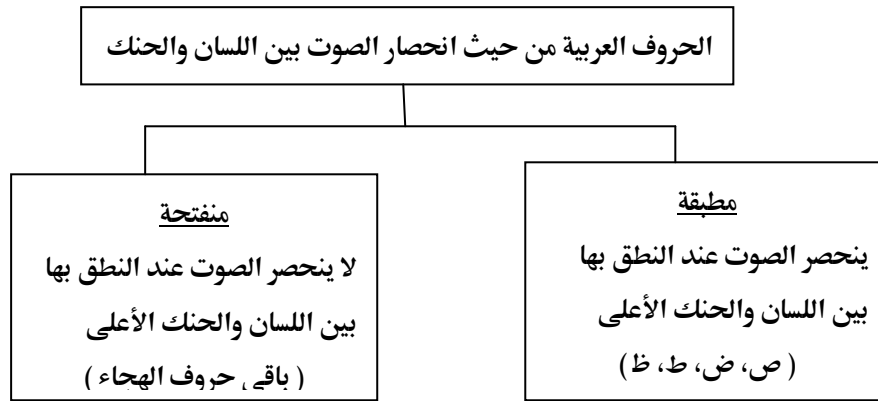 الحروف العربية من حيث انحصار الصوت بين اللسان والحنك
مطبقة
ينحصر الصوت عند النطق بها
بين اللسان والحنك الأعلى
( ص، ض، ط، ظ)
منفتحة
لا ينحصر الصوت عند النطق بها
بين اللسان والحنك الأعلى
( باقي حروف الهجاء )